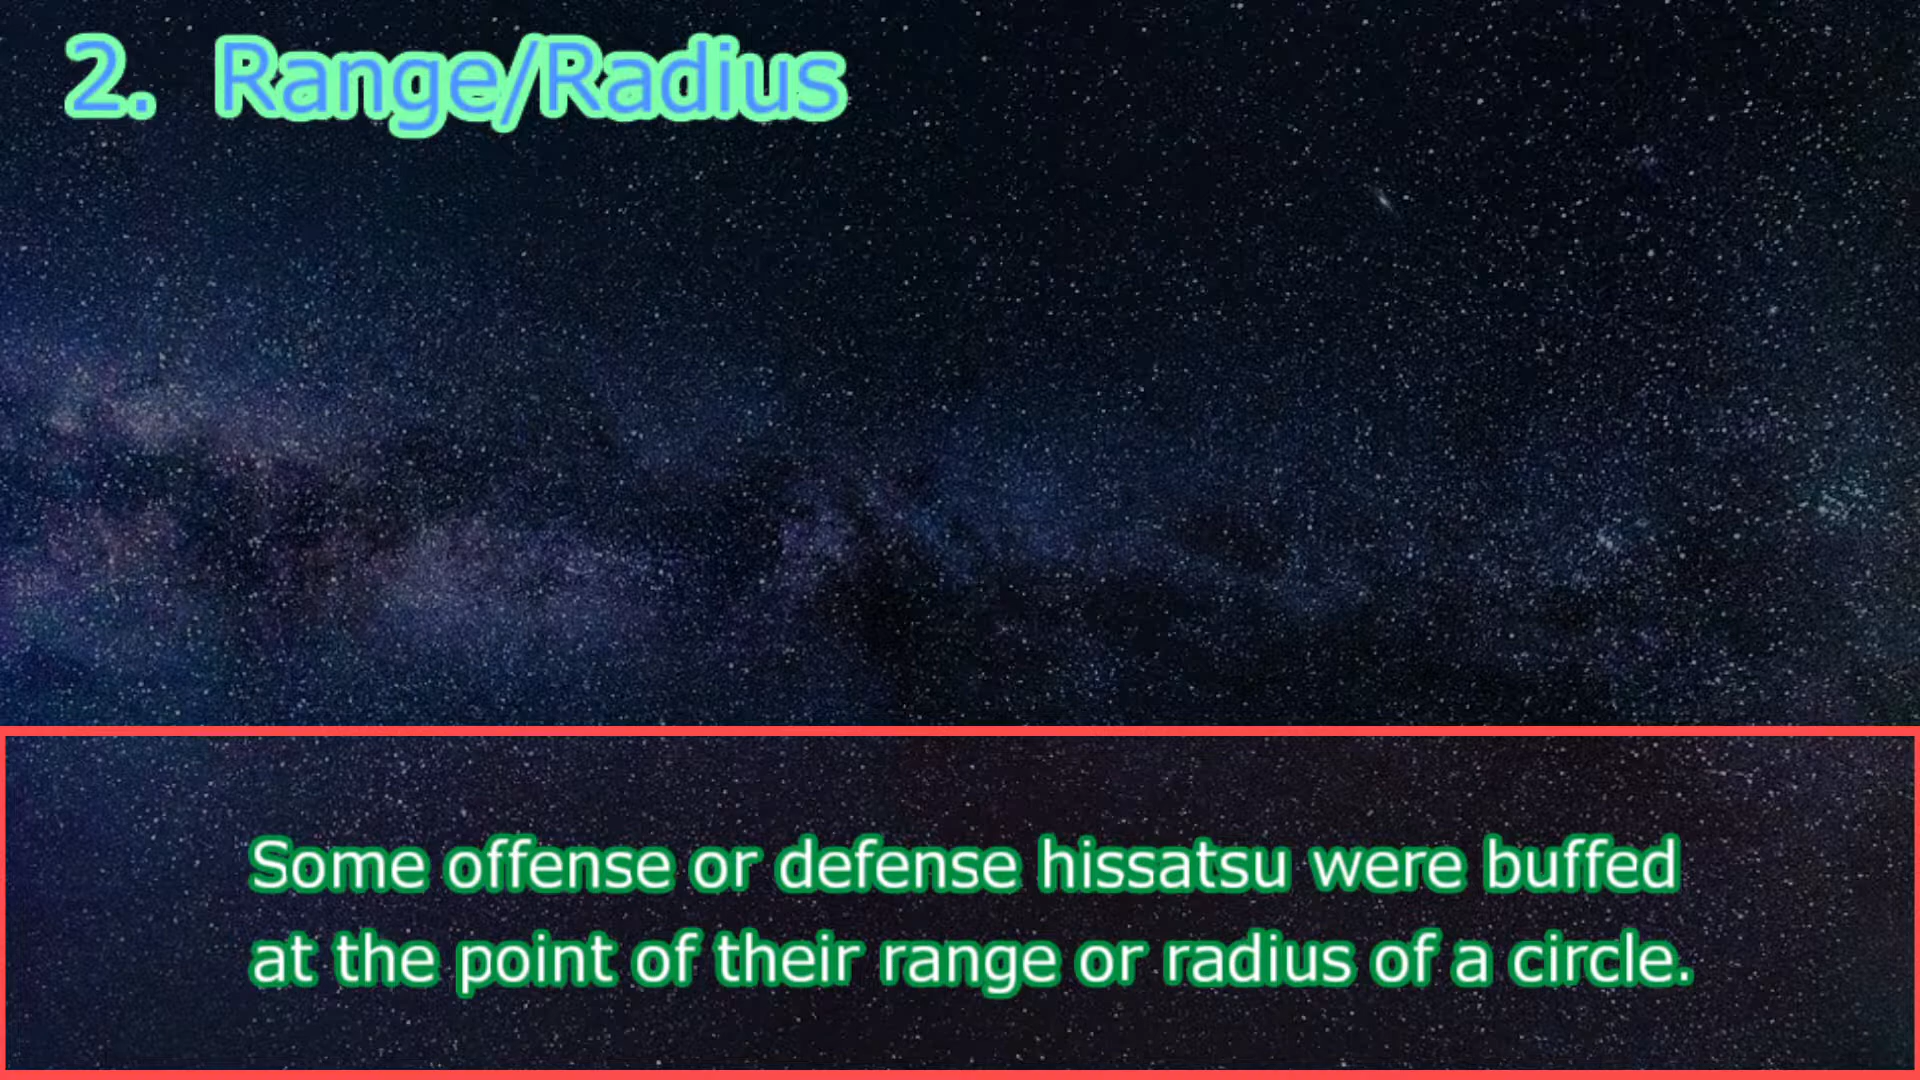 2. Range/Radius
Some offense or defense hissatsu were buffed
at the point of their range or radius of a circle.